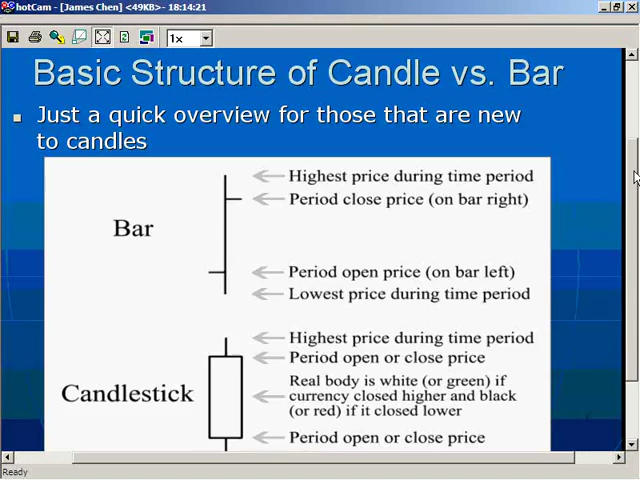 hotCam - [James Chen] <49KB> - 18:14:21
1x
Basic Structure of Candle vs. Bar
Just a quick overview for those that are new
to candles
Highest price during time period
Period close price (on bar right)
Bar
Period open price (on bar left)
Lowest price during time period
Highest price during time period
Period open or close price
Real body is white (or green) if
Candlestick
currency closed higher and black
(or red) if it closed lower
Period open or close price
Ready